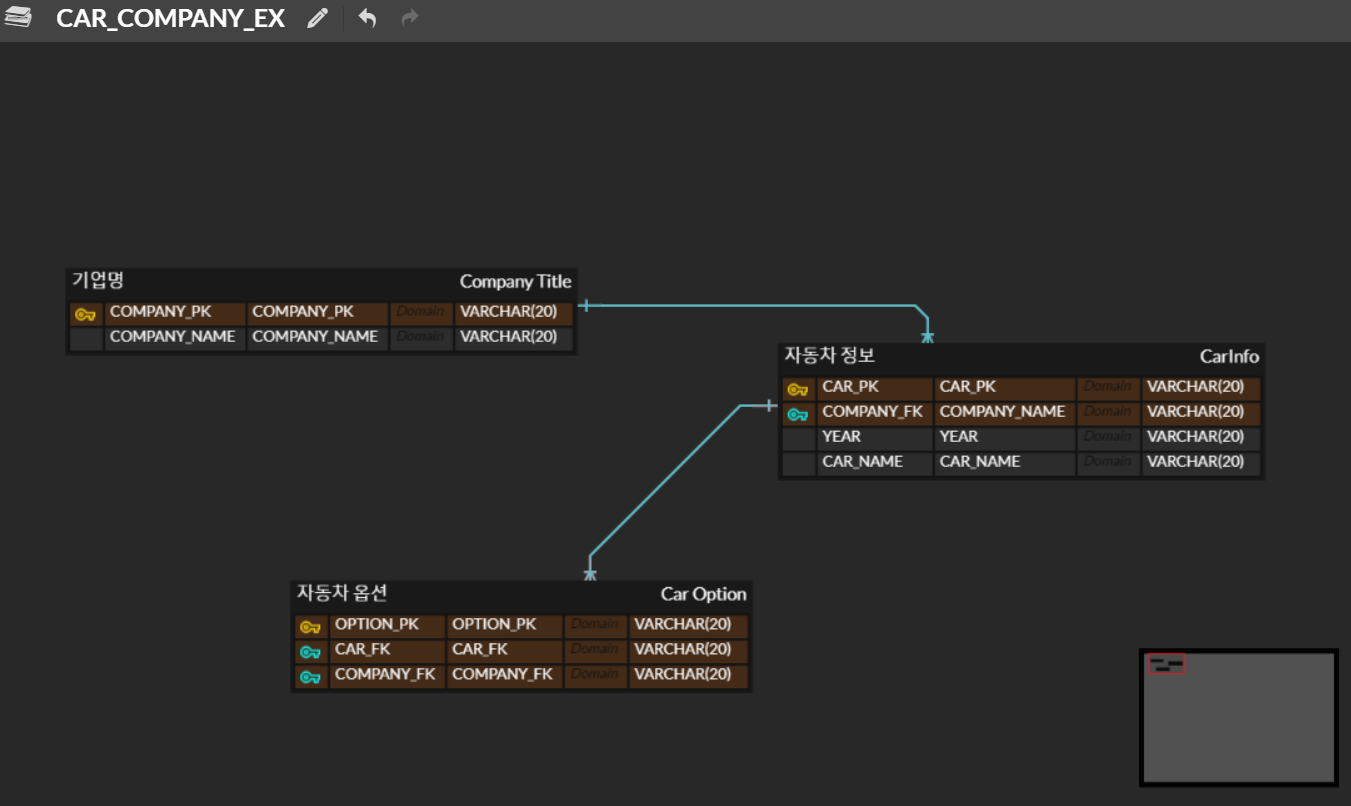 CAR_COMPANY_EX
기업명 Company Title
COMPANY_PK COMPANY_PK Domain VARCHAR(20)
COMPANY_NAME COMPANY_NAME Domain VARCHAR(20)
자동차 정보 CarInfo
CAR_PK CAR_PK Domain VARCHAR(20)
COMPANY_FK COMPANY_NAME Domain VARCHAR(20)
YEAR YEAR Domain VARCHAR(20)
CAR_NAME CAR_NAME Domain VARCHAR(20)
자동차 옵션 Car Option
OPTION_PK OPTION_PK Domain VARCHAR(20)
CAR_FK CAR_FK Domain VARCHAR(20)
COMPANY_FK COMPANY_FK Domain VARCHAR(20)